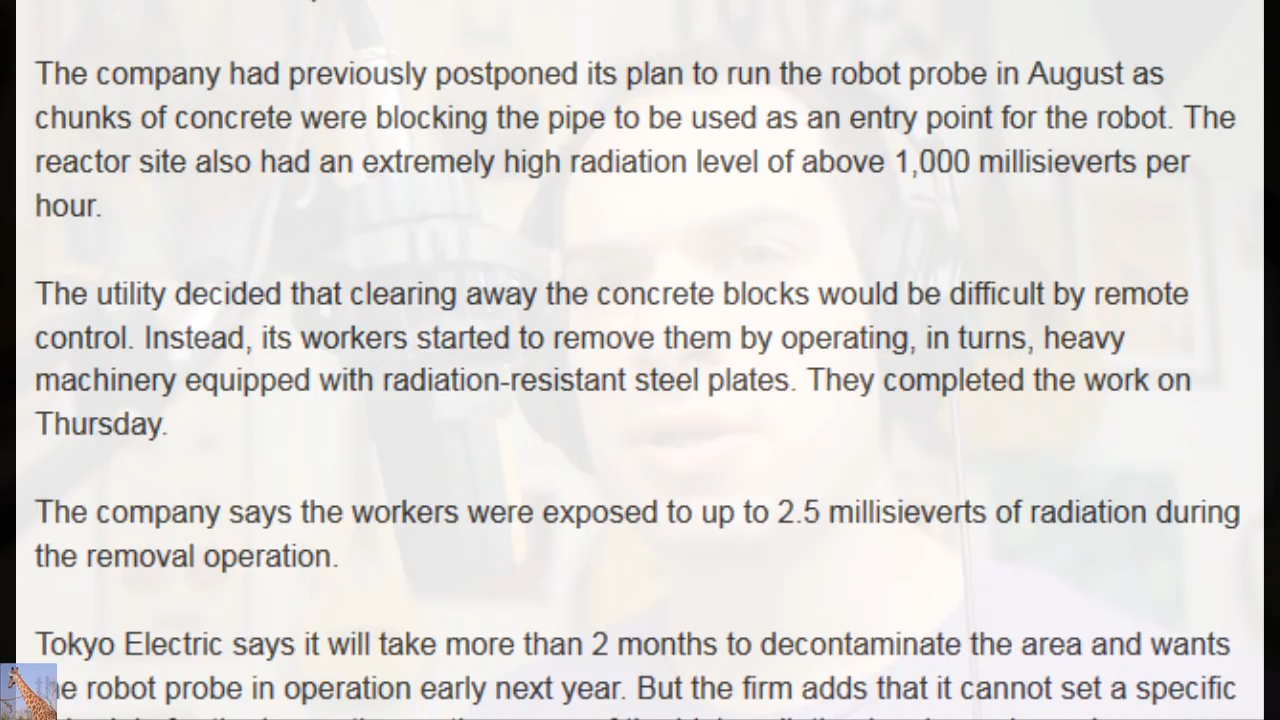 The company had previously postponed its plan to run the robot probe in August as
chunks of concrete were blocking the pipe to be used as an entry point for the robot. The
reactor site also had an extremely high radiation level of above 1,000 millisieverts per
hour.
The utility decided that clearing away the concrete blocks would be difficult by remote
control. Instead, its workers started to remove them by operating, in turns, heavy
machinery equipped with radiation-resistant steel plates. They completed the work on
Thursday.
The company says the workers were exposed to up to 2.5 millisieverts of radiation during
the removal operation.
Tokyo Electric says it will take more than 2 months to decontaminate the area and wants
robot probe in operation early next year. But the firm adds that it cannot set a specific